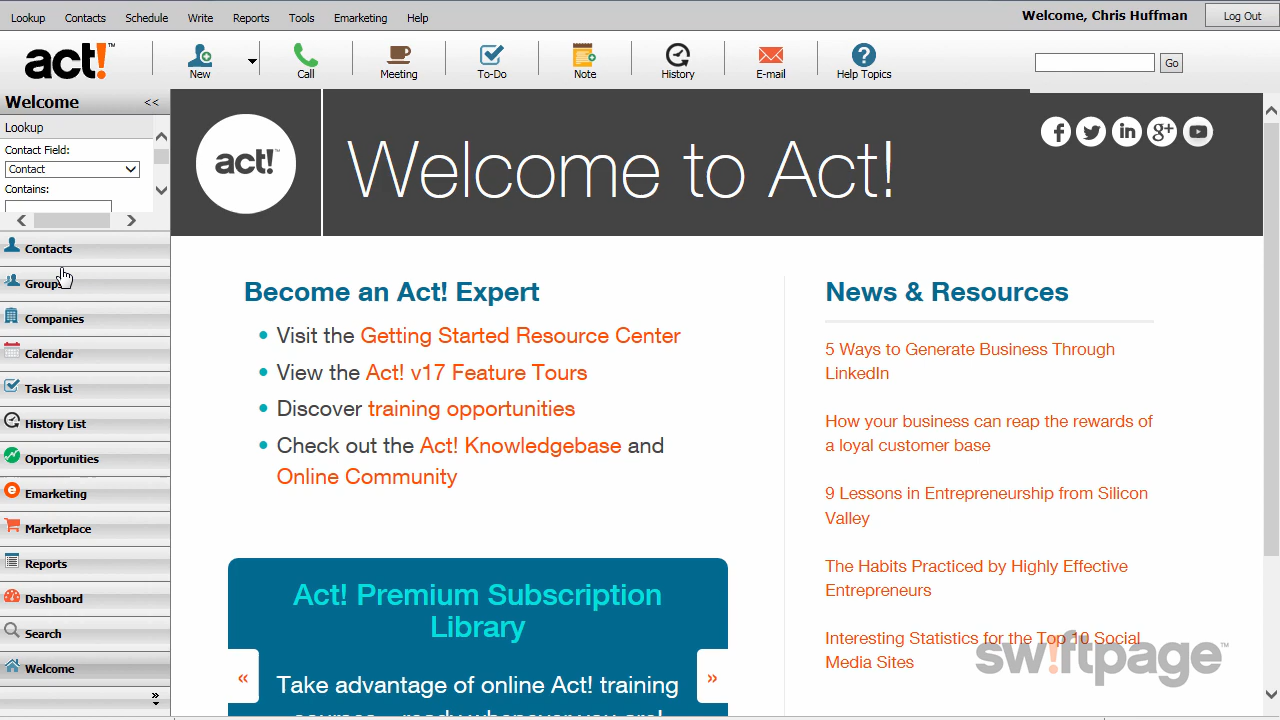 Lookup Contacts Schedule Write Reports Tools Emarketing Help
Welcome, Chris Huffman
Log Out
act!™
New
Call
Meeting
To-Do
Note
History
E-mail
Help Topics
Go
Welcome <<
Lookup
Contact Field:
Contact
Contains:
Contacts
Groups
Companies
Calendar
Task List
History List
Opportunities
Emarketing
Marketplace
Reports
Dashboard
Search
Welcome
act!™
Welcome to Act!
Become an Act! Expert
• Visit the Getting Started Resource Center
• View the Act! v17 Feature Tours
• Discover training opportunities
• Check out the Act! Knowledgebase and
Online Community
Act! Premium Subscription
Library
« »
Take advantage of online Act! training
News & Resources
5 Ways to Generate Business Through
LinkedIn
How your business can reap the rewards of
a loyal customer base
9 Lessons in Entrepreneurship from Silicon
Valley
The Habits Practiced by Highly Effective
Entrepreneurs
Interesting Statistics for the Top 10 Social
Media Sites
sw!ftpage™